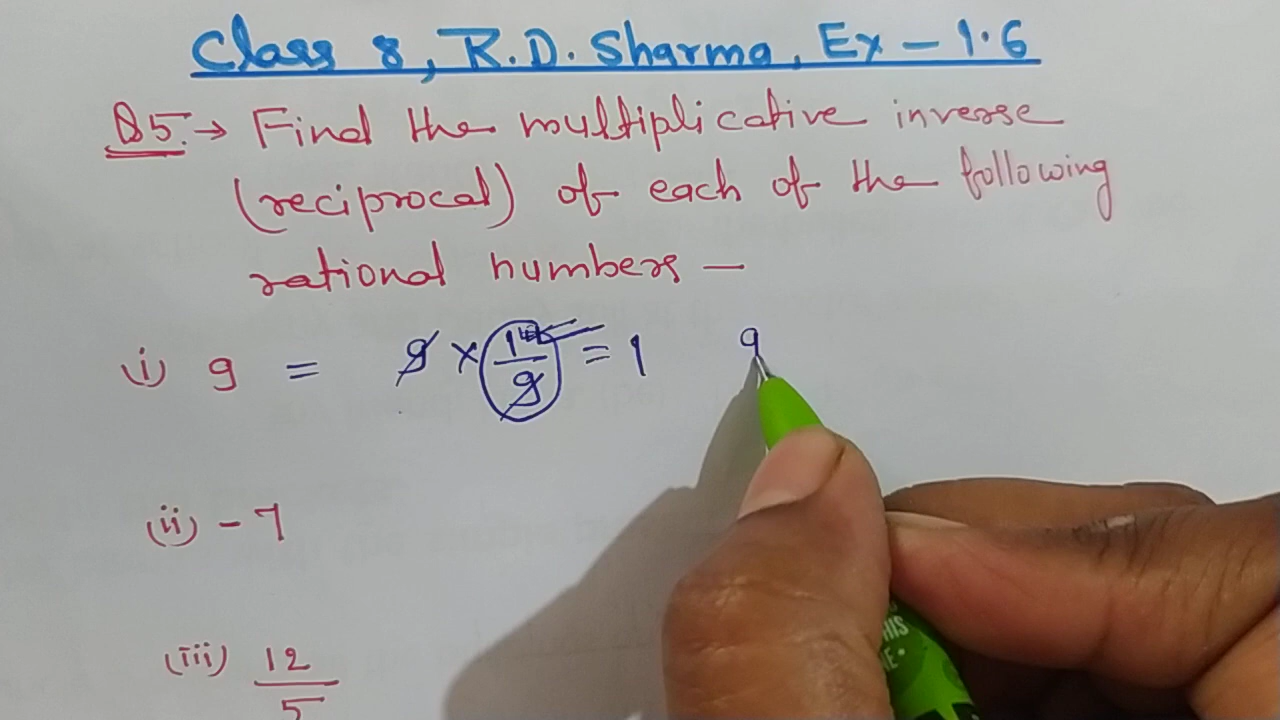 Class 8, R.D. Sharma, Ex – 1.6
Q5. → Find the multiplicative inverse
(reciprocal) of each of the following
rational numbers –
i) 9 = 9 × 1/9 = 1 9
(ii) - 7
(iii) 12/5